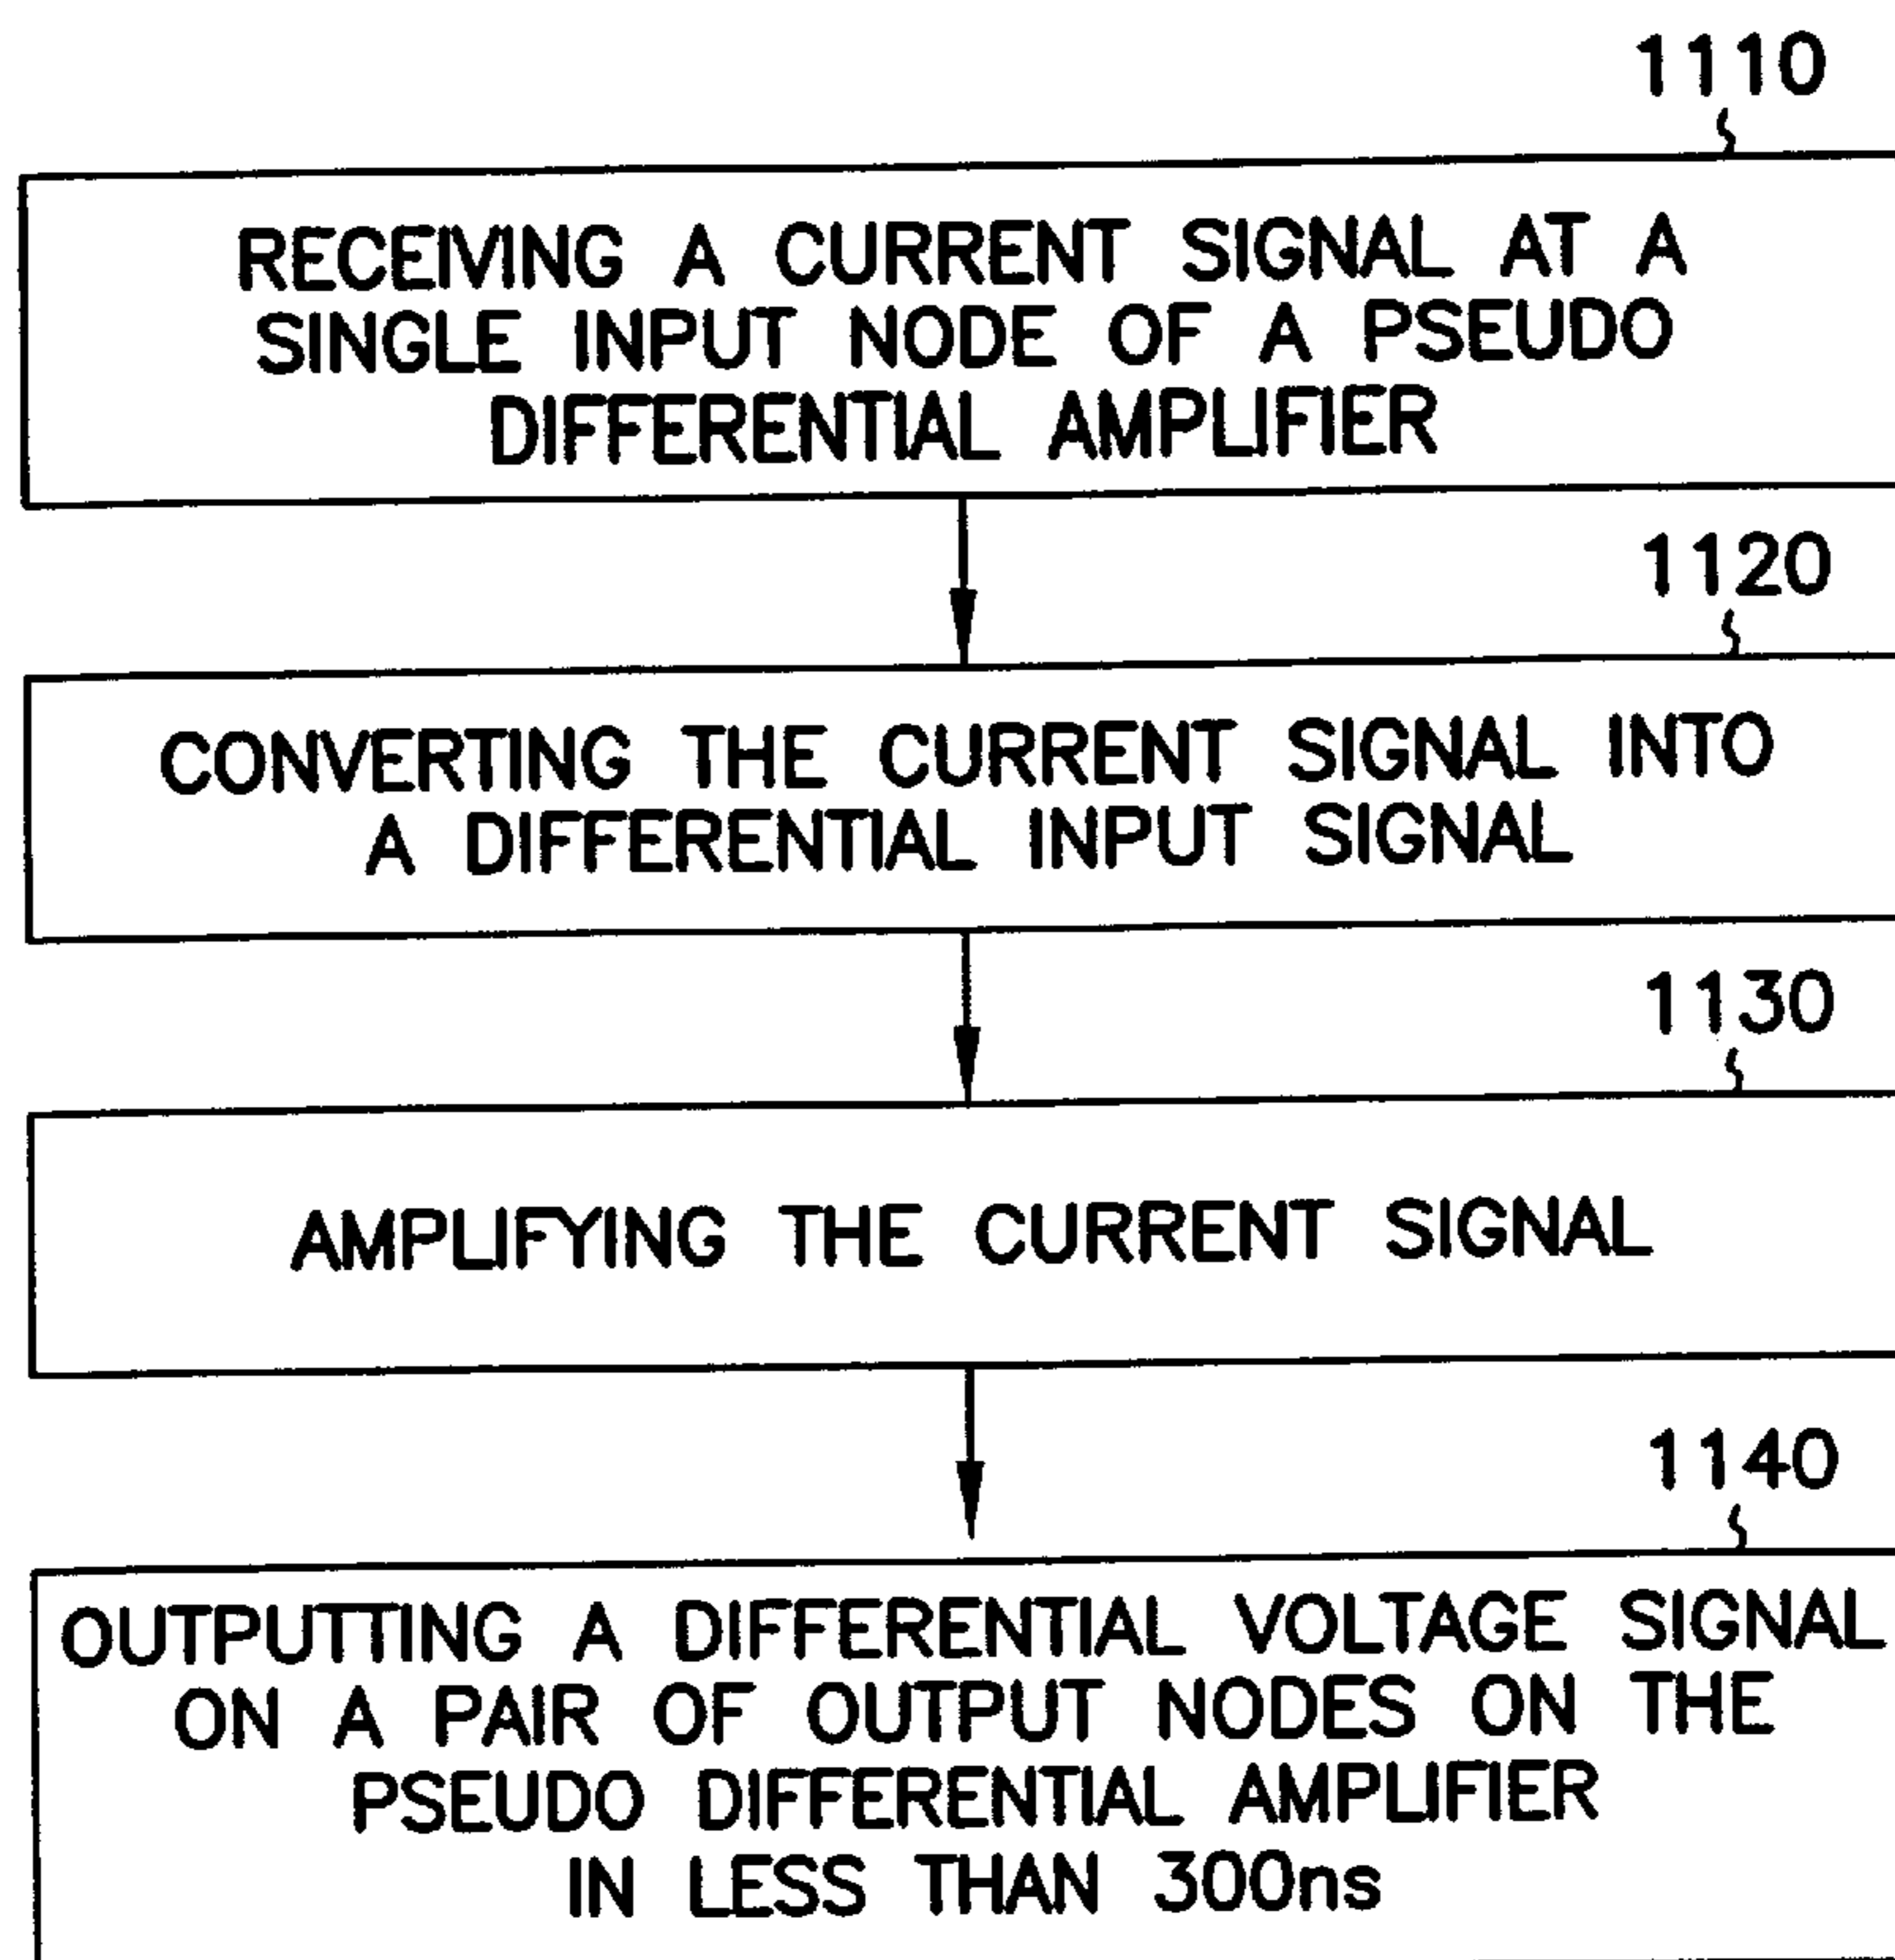 1110
RECEIVING A CURRENT SIGNAL AT A
SINGLE INPUT NODE OF A PSEUDO
DIFFERENTIAL AMPLIFIER
1120
CONVERTING THE CURRENT SIGNAL INTO
A DIFFERENTIAL INPUT SIGNAL
1130
AMPLIFYING THE CURRENT SIGNAL
1140
OUTPUTTING A DIFFERENTIAL VOLTAGE SIGNAL
ON A PAIR OF OUTPUT NODES ON THE
PSEUDO DIFFERENTIAL AMPLIFIER
IN LESS THAN 300ns